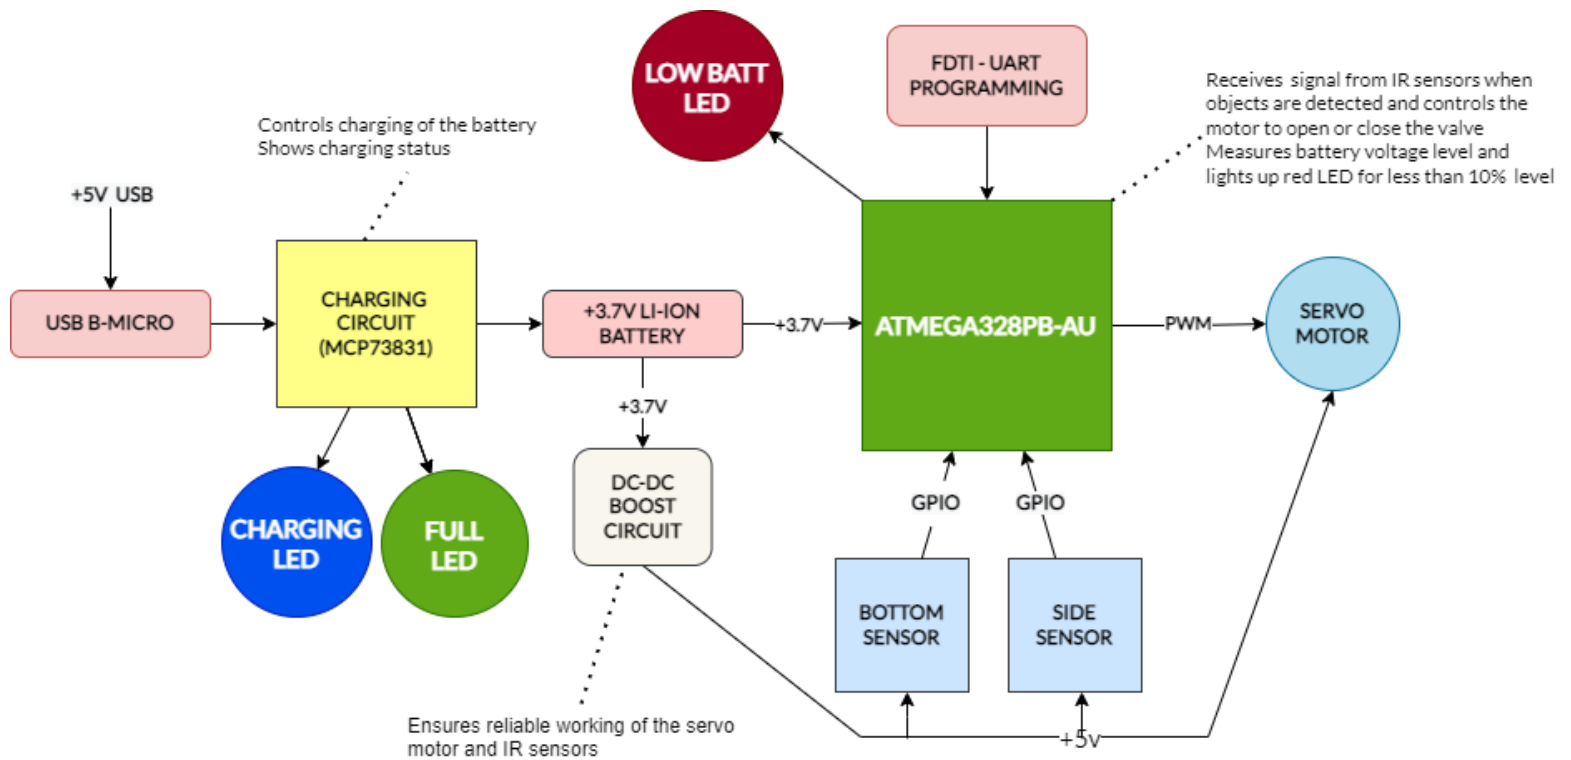 LOW BATT
LED
FDTI - UART
PROGRAMMING
Receives signal from IR sensors when
objects are detected and controls the
motor to open or close the valve
Measures battery voltage level and
lights up red LED for less than 10% level
Controls charging of the battery
Shows charging status
+5V USB
USB B-MICRO
CHARGING
CIRCUIT
(MCP73831)
+3.7V LI-ION
BATTERY
+3.7V
ATMEGA328PB-AU
PWM
SERVO
MOTOR
+3.7V
CHARGING
LED
FULL
LED
DC-DC
BOOST
CIRCUIT
GPIO
GPIO
BOTTOM
SENSOR
SIDE
SENSOR
Ensures reliable working of the servo
motor and IR sensors
+5v